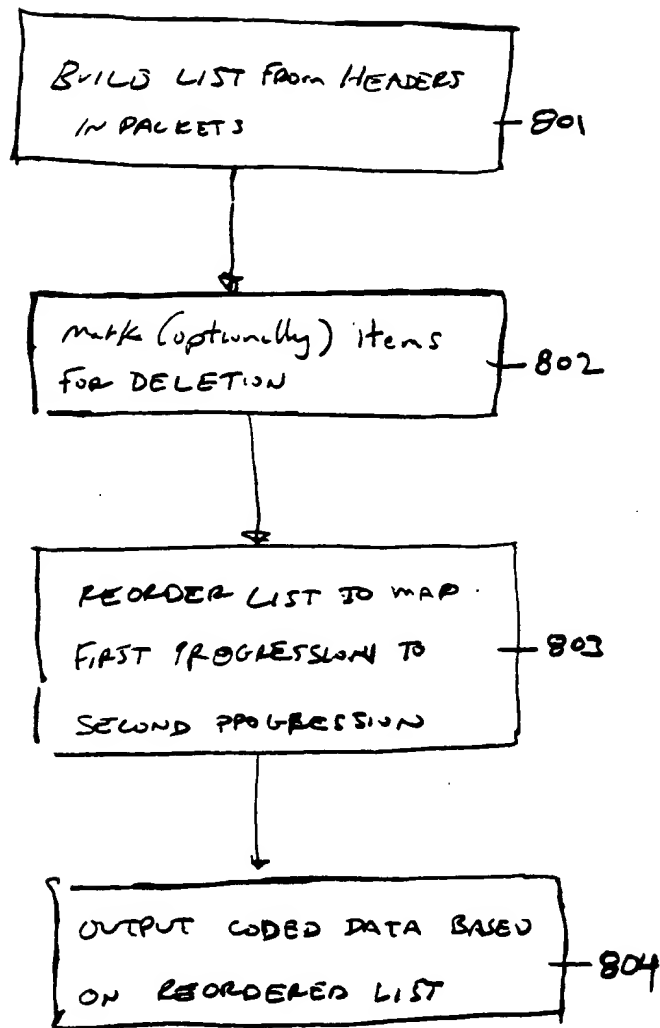 BUILD LIST FROM HEADERS
IN PACKETS
801
mark (optionally) items
FOR DELETION
802
REORDER LIST TO MAP
FIRST PROGRESSION TO
SECOND PROGRESSION
803
OUTPUT CODED DATA BASED
ON REORDERED LIST
804